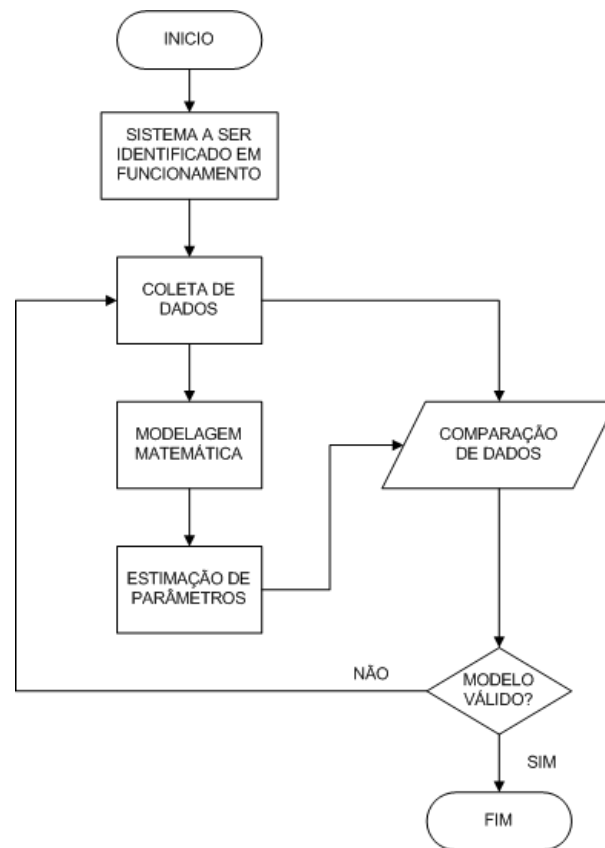 INICIO
SISTEMA A SER
IDENTIFICADO EM
FUNCIONAMENTO
COLETA DE
DADOS
MODELAGEM
MATEMÁTICA
COMPARAÇÃO
DE DADOS
ESTIMAÇÃO DE
PARÂMETROS
NÃO
MODELO
VÁLIDO?
SIM
FIM